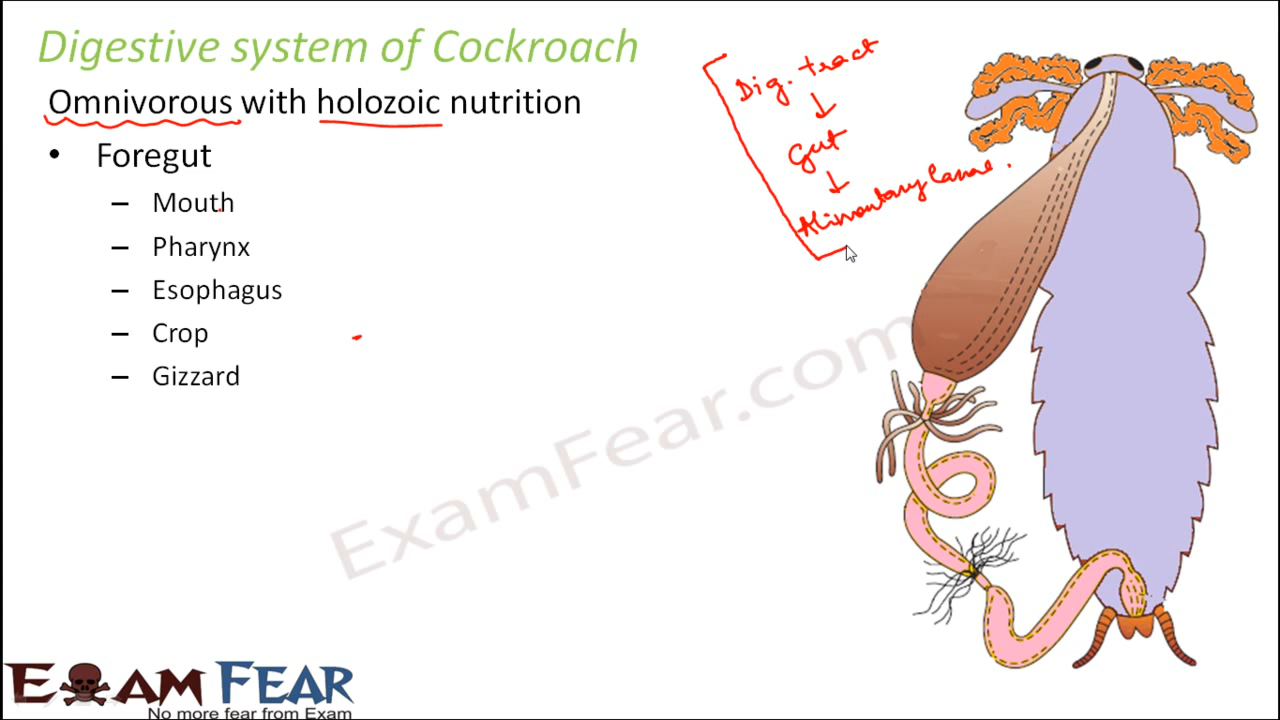 Digestive system of Cockroach
Omnivorous with holozoic nutrition
• Foregut
– Mouth
– Pharynx
– Esophagus
– Crop
– Gizzard
Dig. tract
↓
Gut
↓
Alimentary
ExamFear.com
EXAM FEAR
No more fear from Exam